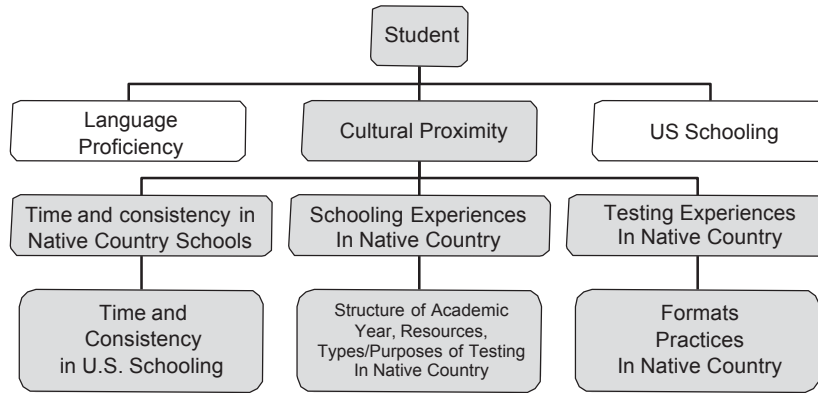 Student
Language
Proficiency
Cultural Proximity
US Schooling
Time and consistency in
Native Country Schools
Schooling Experiences
In Native Country
Testing Experiences
In Native Country
Time and
Consistency
in U.S. Schooling
Structure of Academic
Year, Resources,
Types/Purposes of Testing
In Native Country
Formats
Practices
In Native Country